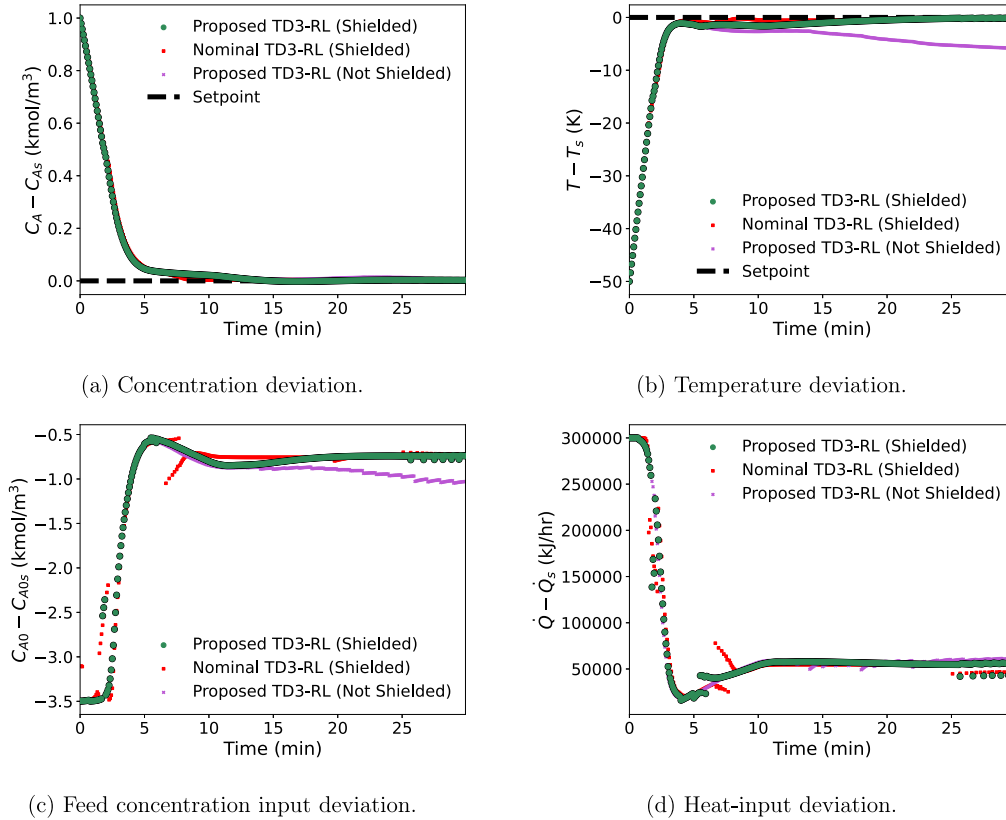 1.0
0.8
0.6
0.4
0.2
0.0
C_A − C_{As} (kmol/m³)
Proposed TD3-RL (Shielded)
Nominal TD3-RL (Shielded)
Proposed TD3-RL (Not Shielded)
Setpoint
0 5 10 15 20 25
Time (min)
(a) Concentration deviation.
0
−10
−20
−30
−40
−50
T − T_s (K)
Proposed TD3-RL (Shielded)
Nominal TD3-RL (Shielded)
Proposed TD3-RL (Not Shielded)
Setpoint
0 5 10 15 20 25
Time (min)
(b) Temperature deviation.
−0.5
−1.0
−1.5
−2.0
−2.5
−3.0
−3.5
C_{A0} − C_{A0s} (kmol/m³)
Proposed TD3-RL (Shielded)
Nominal TD3-RL (Shielded)
Proposed TD3-RL (Not Shielded)
0 5 10 15 20 25
Time (min)
(c) Feed concentration input deviation.
300000
250000
200000
150000
100000
50000
Q̇ − Q̇_s (kJ/hr)
Proposed TD3-RL (Shielded)
Nominal TD3-RL (Shielded)
Proposed TD3-RL (Not Shielded)
0 5 10 15 20 25
Time (min)
(d) Heat-input deviation.